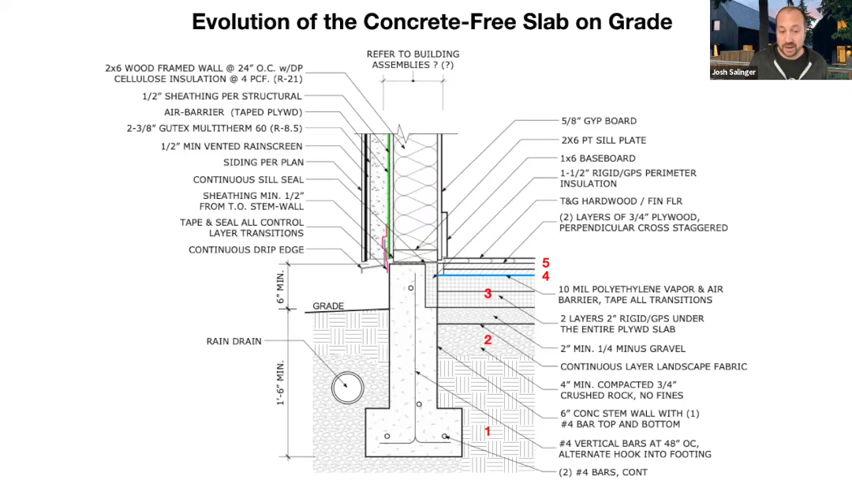 Evolution of the Concrete-Free Slab on Grade
Josh Salinger
REFER TO BUILDING
ASSEMBLIES ? (?)
2x6 WOOD FRAMED WALL @ 24" O.C. w/DP
CELLULOSE INSULATION @ 4 PCF. (R-21)
1/2" SHEATHING PER STRUCTURAL
AIR-BARRIER (TAPED PLYWD)
2-3/8" GUTEX MULTITHERM 60 (R-8.5)
1/2" MIN VENTED RAINSCREEN
SIDING PER PLAN
CONTINUOUS SILL SEAL
SHEATHING MIN. 1/2"
FROM T.O. STEM-WALL
TAPE & SEAL ALL CONTROL
LAYER TRANSITIONS
CONTINUOUS DRIP EDGE
6" MIN.
GRADE
RAIN DRAIN
1'-6" MIN.
5/8" GYP BOARD
2X6 PT SILL PLATE
1x6 BASEBOARD
1-1/2" RIGID/GPS PERIMETER
INSULATION
T&G HARDWOOD / FIN FLR
(2) LAYERS OF 3/4" PLYWOOD,
PERPENDICULAR CROSS STAGGERED
5
4
3
2
1
10 MIL POLYETHYLENE VAPOR & AIR
BARRIER, TAPE ALL TRANSITIONS
2 LAYERS 2" RIGID/GPS UNDER
THE ENTIRE PLYWD SLAB
2" MIN. 1/4 MINUS GRAVEL
CONTINUOUS LAYER LANDSCAPE FABRIC
4" MIN. COMPACTED 3/4"
CRUSHED ROCK, NO FINES
6" CONC STEM WALL WITH (1)
#4 BAR TOP AND BOTTOM
#4 VERTICAL BARS AT 48" OC,
ALTERNATE HOOK INTO FOOTING
(2) #4 BARS, CONT